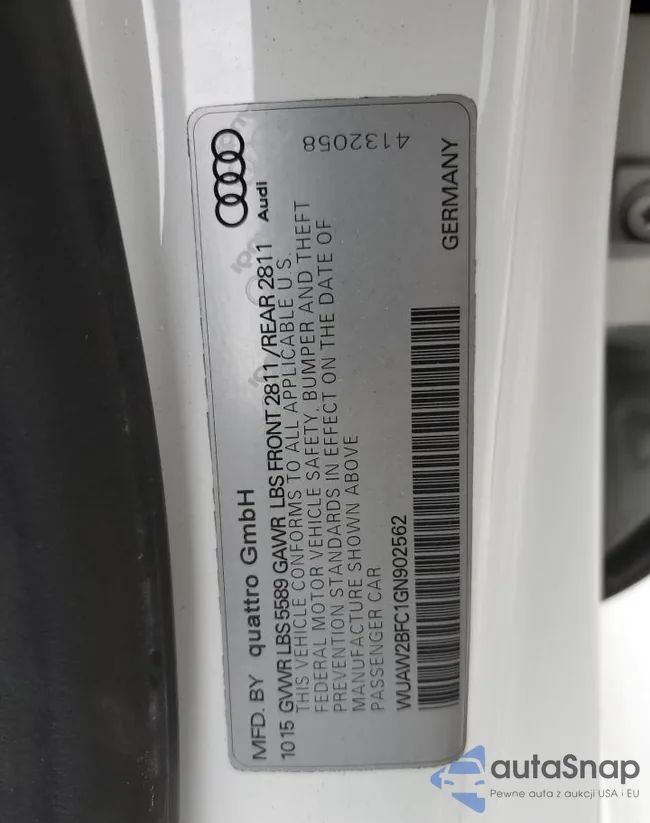 MFD. BY quattro GmbH
Audi
1015 GVWR LBS 5589 GAWR LBS FRONT 2811/REAR 2811
THIS VEHICLE CONFORMS TO ALL APPLICABLE U.S.
FEDERAL MOTOR VEHICLE SAFETY, BUMPER AND THEFT
PREVENTION STANDARDS IN EFFECT ON THE DATE OF
MANUFACTURE SHOWN ABOVE
PASSENGER CAR
4132058
WUAW2BFC1GN902562
GERMANY
autaSnap
Pewne auta z aukcji USA i EU